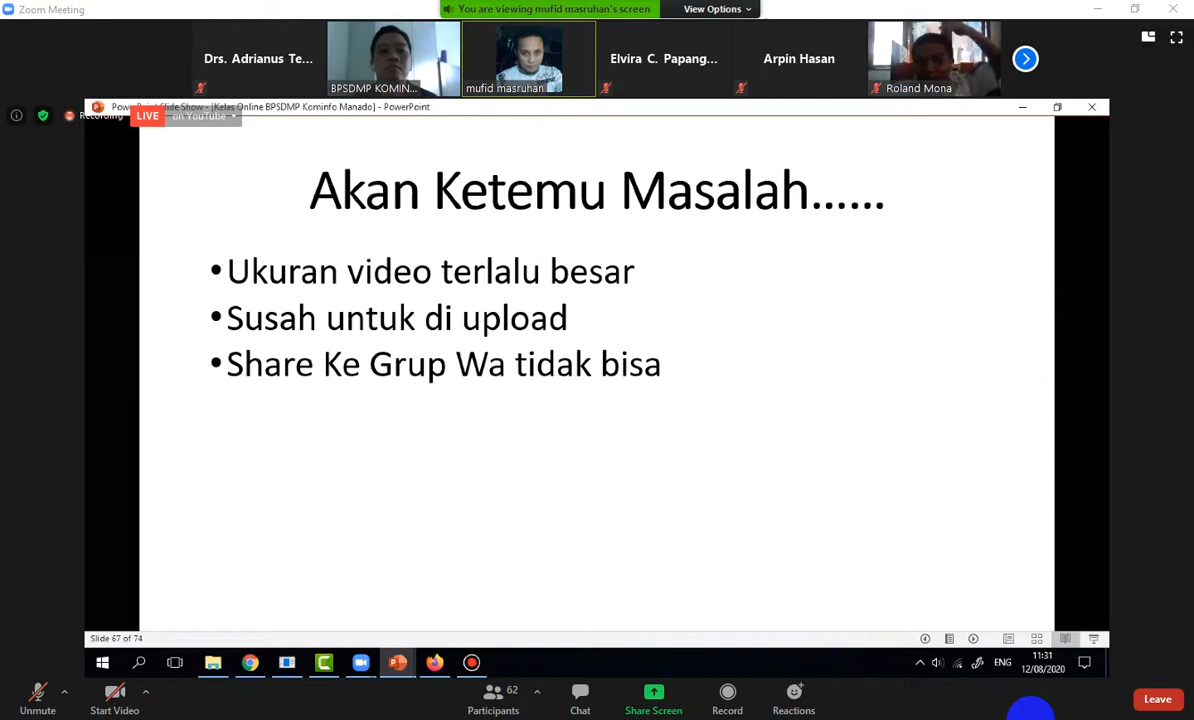 Zoom Meeting
You are viewing mufid masruhan's screen
View Options
Drs. Adrianus Te...
BPSDMP KOMIN...
mufid masruhan
Elvira C. Papang...
Arpin Hasan
Roland Mona
PowerPoint Slide Show - [Kelas Online BPSDMP Kominfo Manado] - PowerPoint
Recording
LIVE on YouTube
Akan Ketemu Masalah......
• Ukuran video terlalu besar
• Susah untuk di upload
• Share Ke Grup Wa tidak bisa
Slide 67 of 74
ENG
11:31
12/08/2020
Unmute
Start Video
62
Participants
Chat
Share Screen
Record
Reactions
Leave